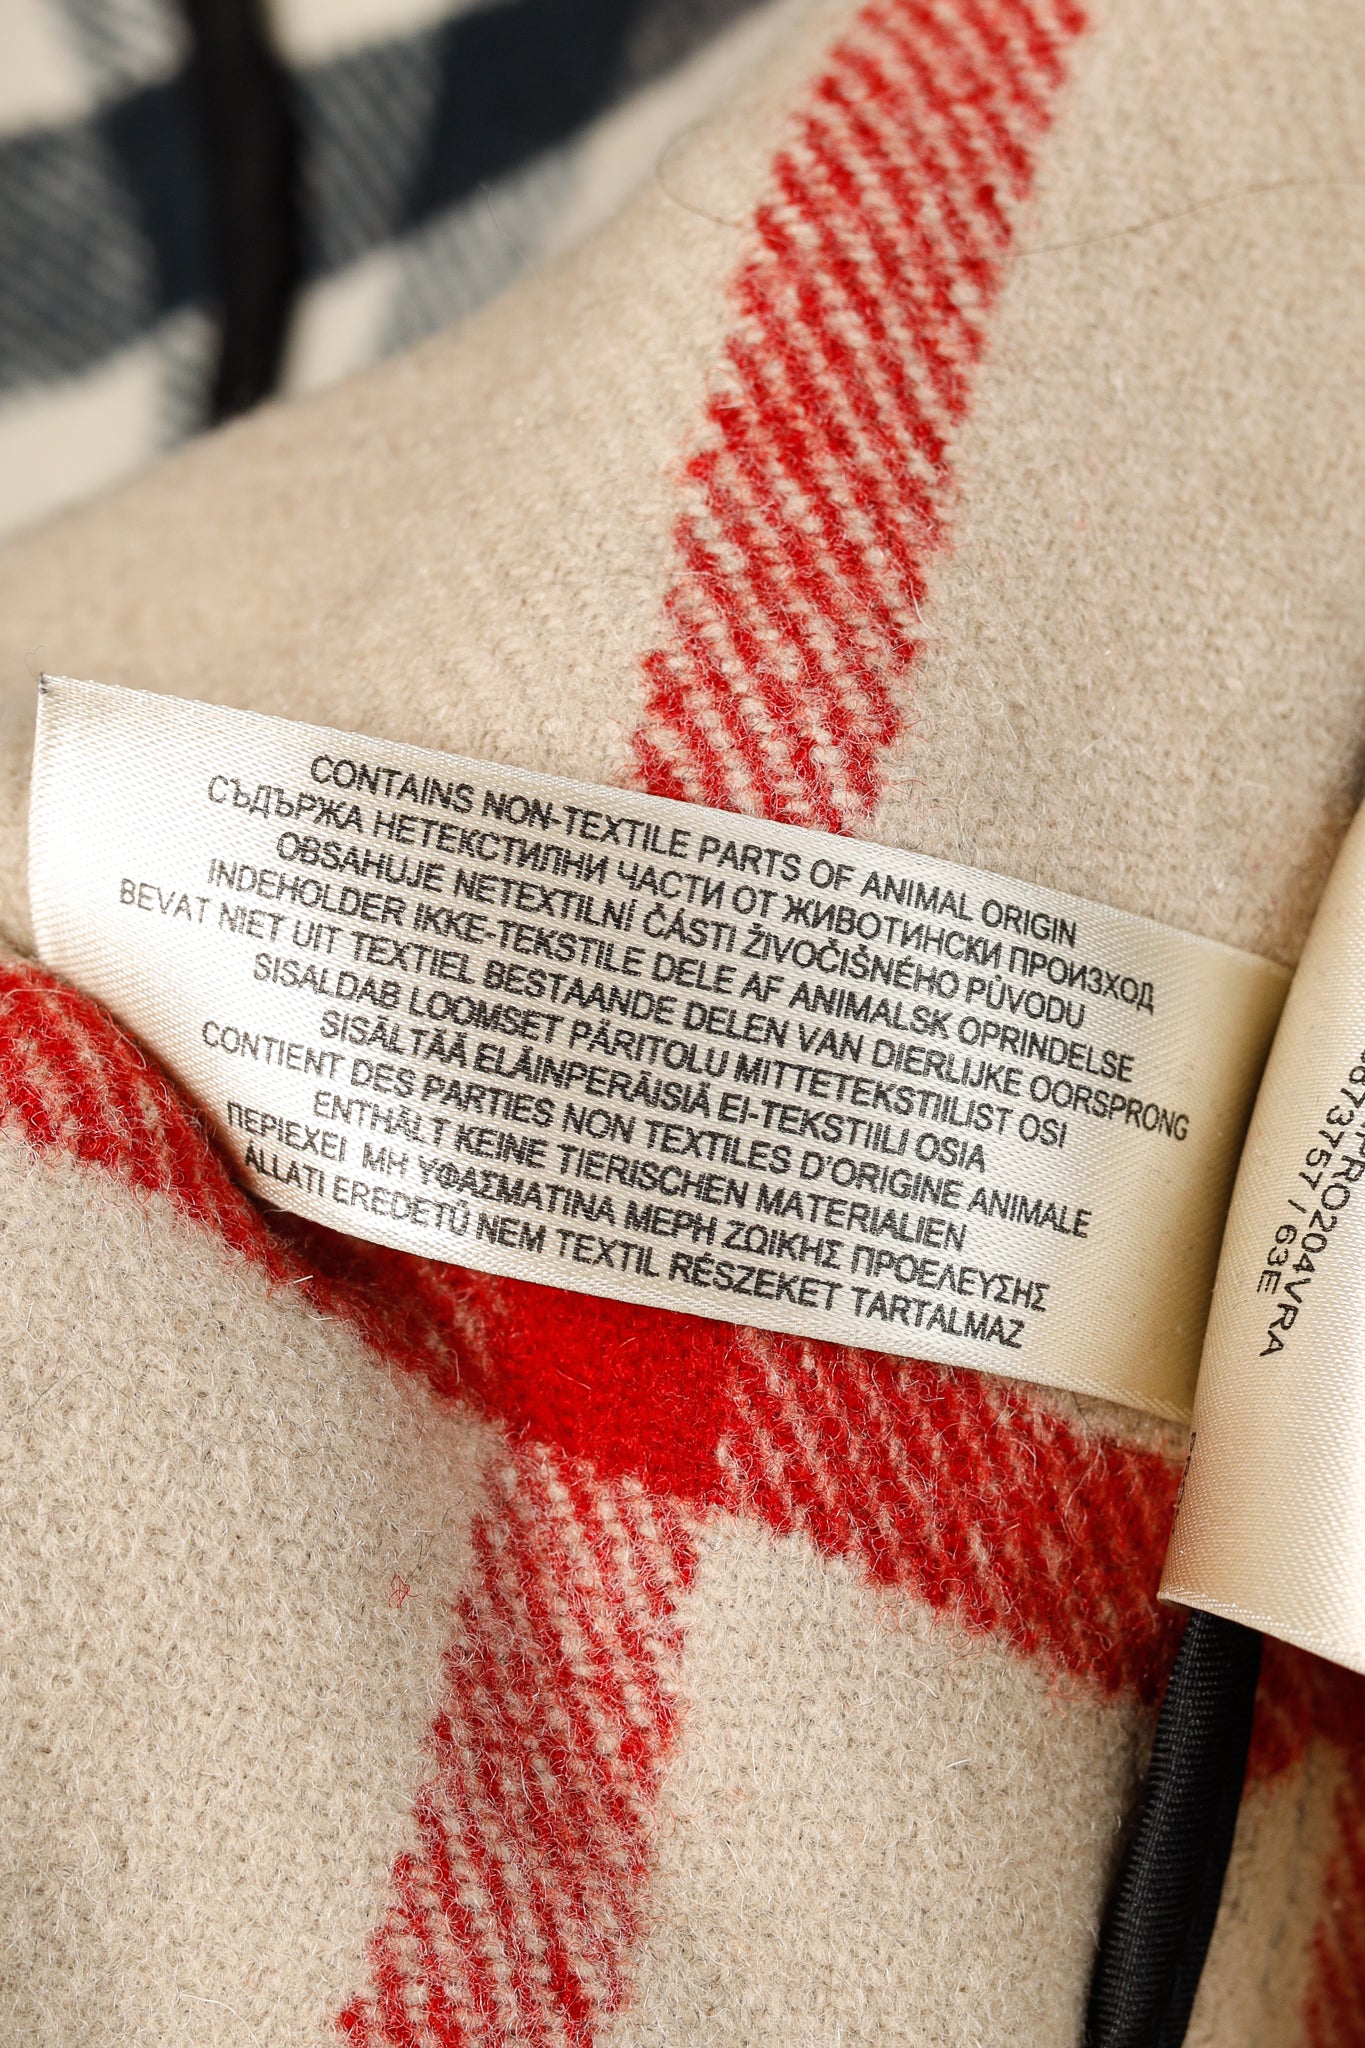 CONTAINS NON-TEXTILE PARTS OF ANIMAL ORIGIN
СЪДЪРЖА НЕТЕКСТИЛНИ ЧАСТИ ОТ ЖИВОТИНСКИ ПРОИЗХОД
OBSAHUJE NETEXTILNÍ ČÁSTI ŽIVOČIŠNÉHO PŮVODU
INDEHOLDER IKKE-TEKSTILE DELE AF ANIMALSK OPRINDELSE
BEVAT NIET UIT TEXTIEL BESTAANDE DELEN VAN DIERLIJKE OORSPRONG
SISALDAB LOOMSET PÄRITOLU MITTETEKSTIILIST OSI
SISÄLTÄÄ ELÄINPERÄISIÄ EI-TEKSTIILI OSIA
CONTIENT DES PARTIES NON TEXTILES D'ORIGINE ANIMALE
ENTHÄLT KEINE TIERISCHEN MATERIALIEN
ΠΕΡΙΕΧΕΙ ΜΗ ΥΦΑΣΜΑΤΙΝΑ ΜΕΡΗ ΖΩΙΚΗΣ ΠΡΟΕΛΕΥΣΗΣ
ÁLLATI EREDETŰ NEM TEXTIL RÉSZEKET TARTALMAZ
PRO204VRA
673757 / 63E